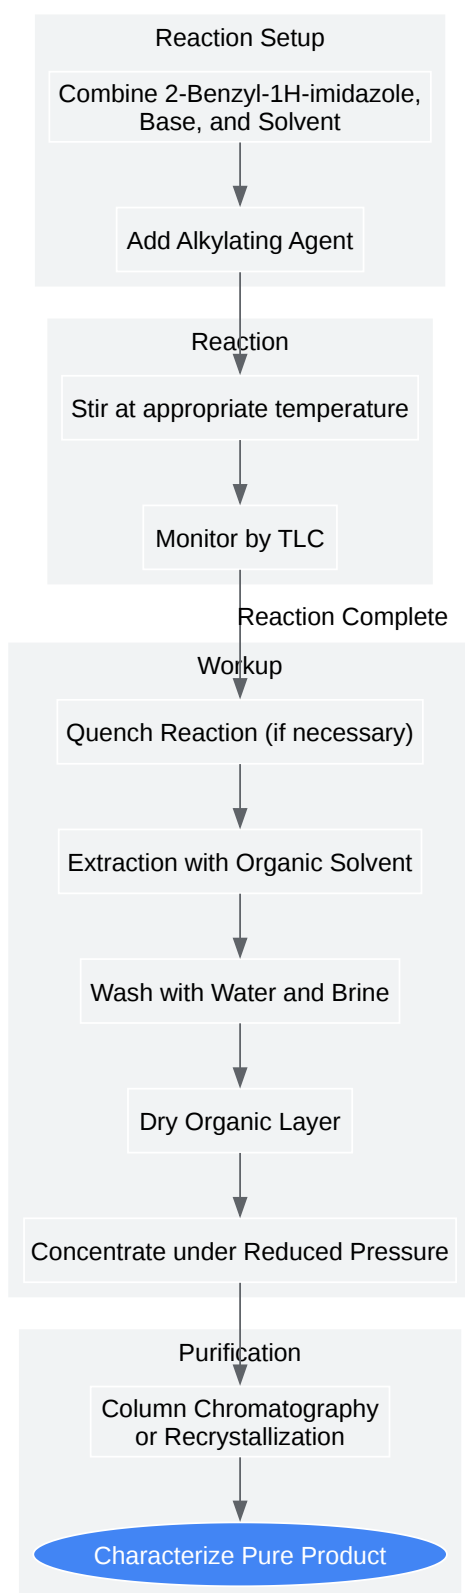 Reaction Setup
Combine 2-Benzyl-1H-imidazole,
Base, and Solvent
Add Alkylating Agent
Reaction
Stir at appropriate temperature
Monitor by TLC
Reaction Complete
Workup
Quench Reaction (if necessary)
Extraction with Organic Solvent
Wash with Water and Brine
Dry Organic Layer
Concentrate under Reduced Pressure
Purification
Column Chromatography
or Recrystallization
Characterize Pure Product